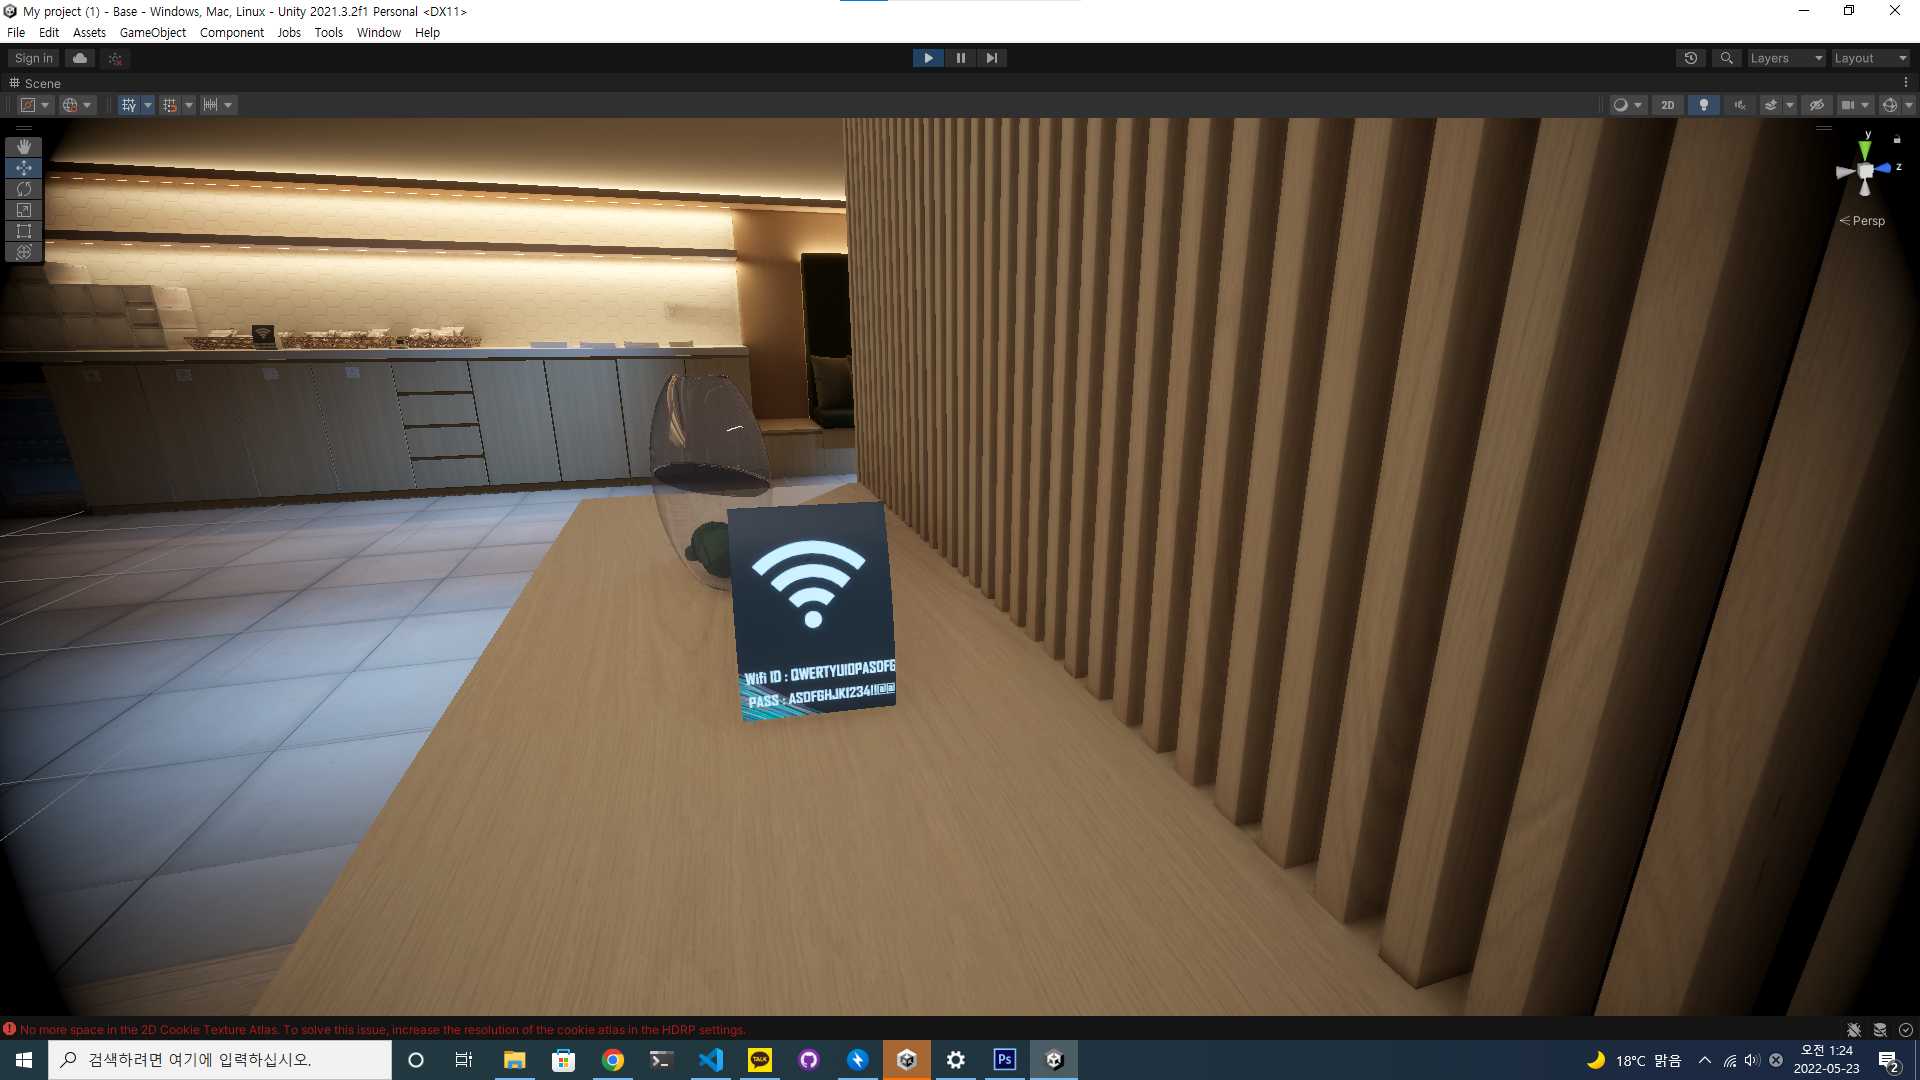 My project (1) - Base - Windows, Mac, Linux - Unity 2021.3.2f1 Personal <DX11>
File Edit Assets GameObject Component Jobs Tools Window Help
Sign in
Layers
Layout
Scene
2D
y
z
Persp
Wifi ID : QWERTYUIOPASDFG
PASS : ASDFGHJK1234!!@@
No more space in the 2D Cookie Texture Atlas. To solve this issue, increase the resolution of the cookie atlas in the HDRP settings.
검색하려면 여기에 입력하십시오.
TALK
Ps
18°C 맑음
오전 1:24
2022-05-23
2